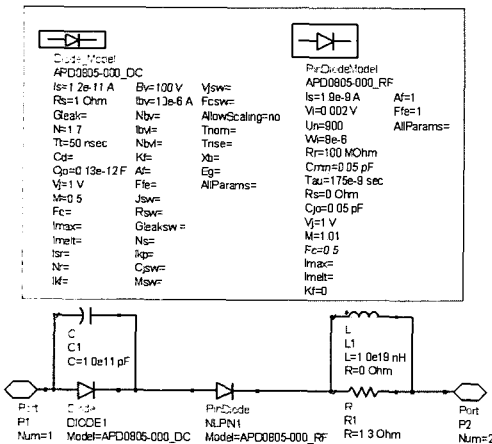 Diode_Model
APD0805-000_DC
Is=1.2e-11 A Bv=100 V Vjsw=
Rs=1 Ohm Ibv=10e-6 A Fcsw=
Gleak= Nbv= AllowScaling=no
N=1.7 Ibvl= Tnom=
Tt=50 nsec Nbvl= Trise=
Cd= Kf= Xti=
Cjo=0.13e-12 F Af= Eg=
Vj=1 V Ffe= AllParams=
M=0.5 Jsw=
Fc= Rsw=
Imax= Gleaksw=
Imelt= Ns=
Isr= Ikp=
Nr= Cjsw=
Ikf= Msw=
PinDiodeModel
APD0805-000_RF
Is=1.9e-9 A Af=1
Vi=0.002 V Ffe=1
Un=900 AllParams=
Wi=9e-6
Rr=100 MOhm
Cmin=0.05 pF
Tau=175e-9 sec
Rs=0 Ohm
Cjo=0.05 pF
Vj=1 V
M=1.01
Fc=0.5
Imax=
Imelt=
Kf=0
C
C1
C=1.0e11 pF
L
L1
L=1.0e19 nH
R=0 Ohm
Port
P1
Num=1
Diode
DIODE1
Model=APD0805-000_DC
PinDiode
NLPIN1
Model=APD0805-000_RF
R
R1
R=1.3 Ohm
Port
P2
Num=2